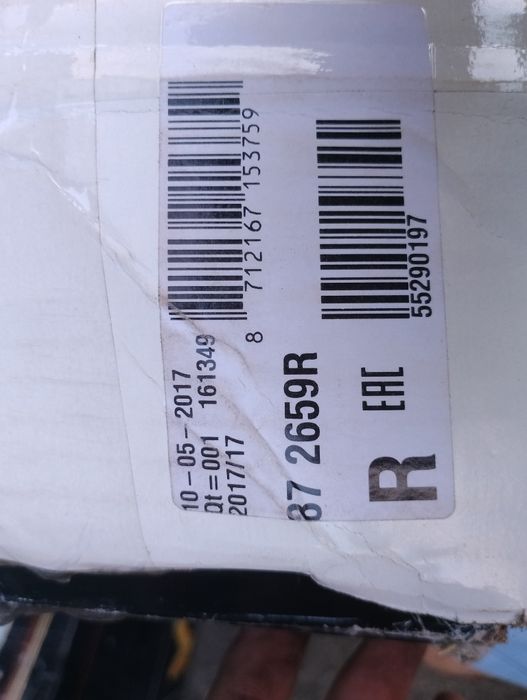 10-05-2017
Qt=001 161349
2017/17
8 712167 153759
87 2659R
R
EAC
55290197